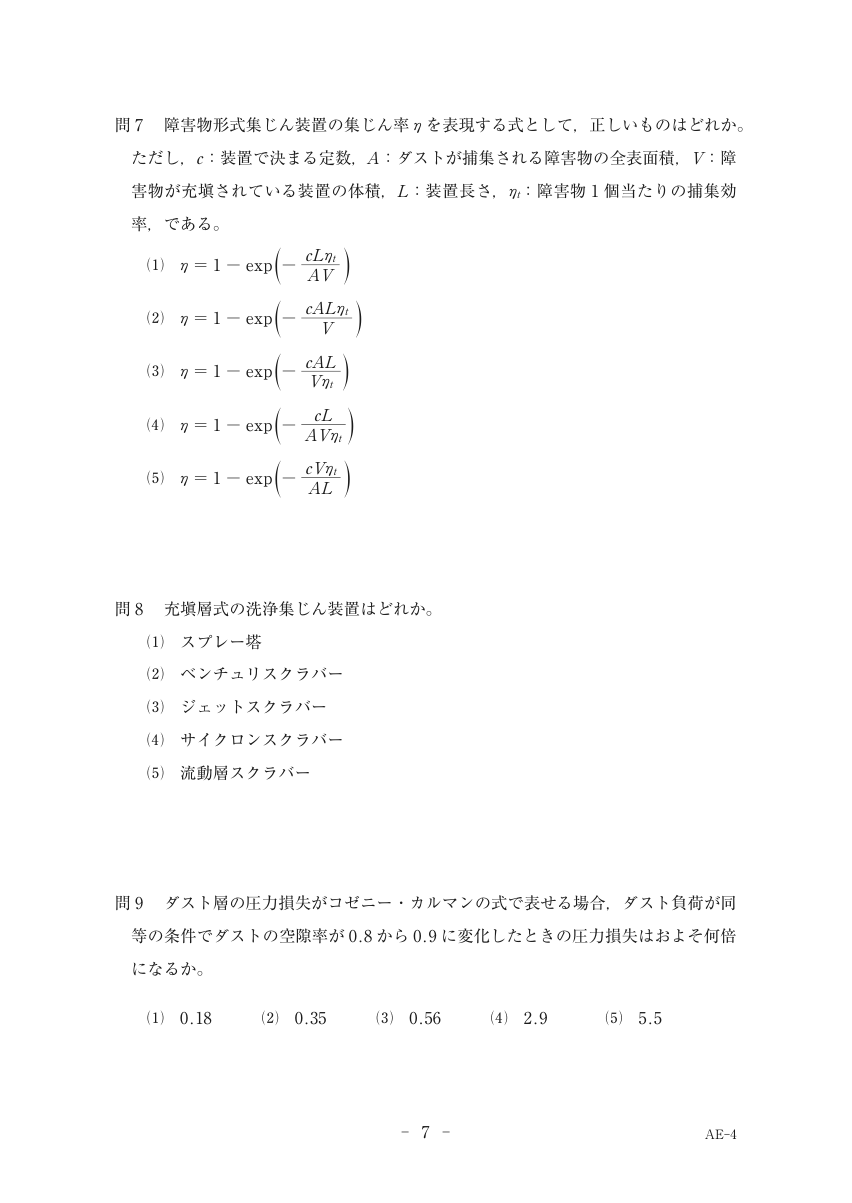 問7 障害物形式集じん装置の集じん率 η を表現する式として，正しいものはどれか。
ただし，c：装置で決まる定数，A：ダストが捕集される障害物の全表面積，V：障
害物が充塡されている装置の体積，L：装置長さ，ηt：障害物1個当たりの捕集効
率，である。
(1) η = 1 − exp(− cLηt / AV)
(2) η = 1 − exp(− cALηt / V)
(3) η = 1 − exp(− cAL / Vηt)
(4) η = 1 − exp(− cL / AVηt)
(5) η = 1 − exp(− cVηt / AL)
問8 充塡層式の洗浄集じん装置はどれか。
(1) スプレー塔
(2) ベンチュリスクラバー
(3) ジェットスクラバー
(4) サイクロンスクラバー
(5) 流動層スクラバー
問9 ダスト層の圧力損失がコゼニー・カルマンの式で表せる場合，ダスト負荷が同
等の条件でダストの空隙率が 0.8 から 0.9 に変化したときの圧力損失はおよそ何倍
になるか。
(1) 0.18 (2) 0.35 (3) 0.56 (4) 2.9 (5) 5.5
- 7 -
AE-4